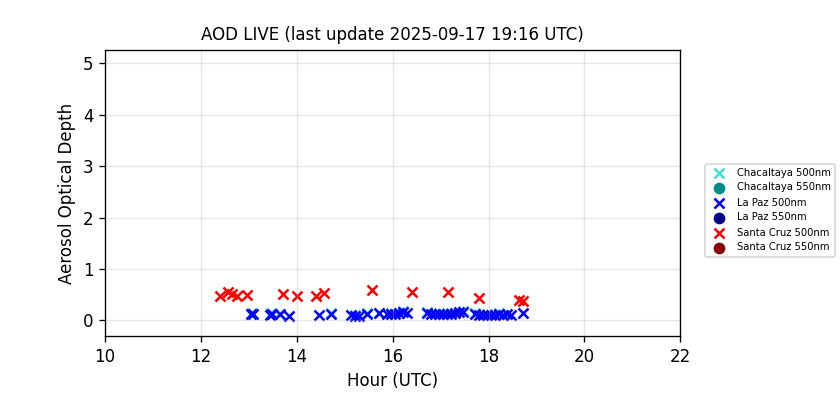 AOD LIVE (last update 2025-09-17 19:16 UTC)
Aerosol Optical Depth
5
4
3
2
1
0
10 12 14 16 18 20 22
Hour (UTC)
Chacaltaya 500nm
Chacaltaya 550nm
La Paz 500nm
La Paz 550nm
Santa Cruz 500nm
Santa Cruz 550nm